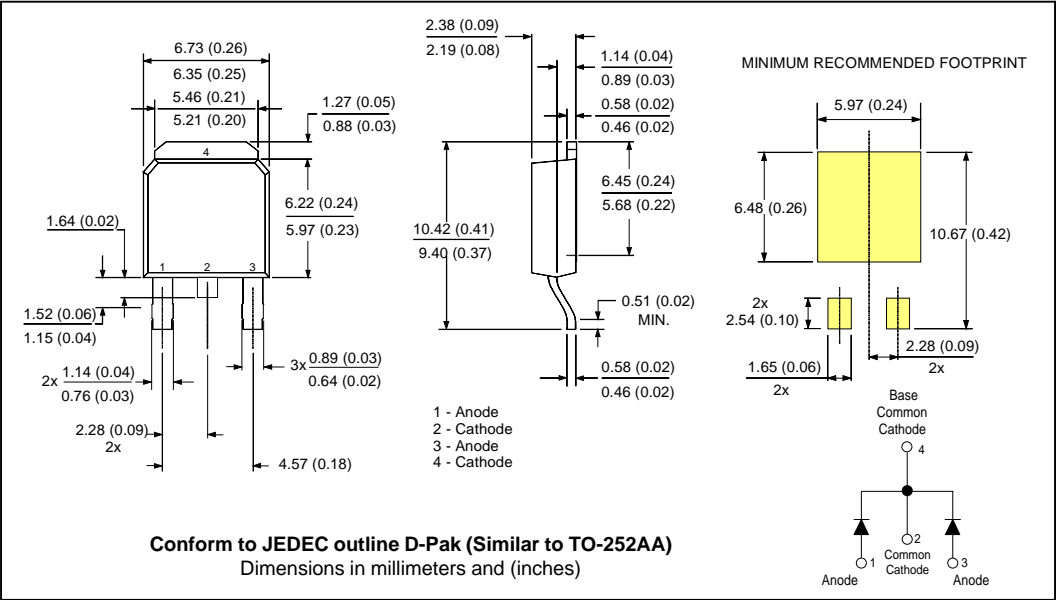 6.73 (0.26)
6.35 (0.25)
5.46 (0.21)
5.21 (0.20)
1.27 (0.05)
0.88 (0.03)
4
6.22 (0.24)
5.97 (0.23)
1.64 (0.02)
1 2 3
1.52 (0.06)
1.15 (0.04)
2x 1.14 (0.04)
0.76 (0.03)
3x 0.89 (0.03)
0.64 (0.02)
2.28 (0.09)
2x
4.57 (0.18)
2.38 (0.09)
2.19 (0.08)
1.14 (0.04)
0.89 (0.03)
0.58 (0.02)
0.46 (0.02)
6.45 (0.24)
5.68 (0.22)
10.42 (0.41)
9.40 (0.37)
0.51 (0.02)
MIN.
0.58 (0.02)
0.46 (0.02)
1 - Anode
2 - Cathode
3 - Anode
4 - Cathode
MINIMUM RECOMMENDED FOOTPRINT
5.97 (0.24)
6.48 (0.26)
10.67 (0.42)
2x
2.54 (0.10)
2.28 (0.09)
2x
1.65 (0.06)
2x
Base
Common
Cathode
4
2
Common
Cathode
1
Anode
3
Anode
Conform to JEDEC outline D-Pak (Similar to TO-252AA)
Dimensions in millimeters and (inches)